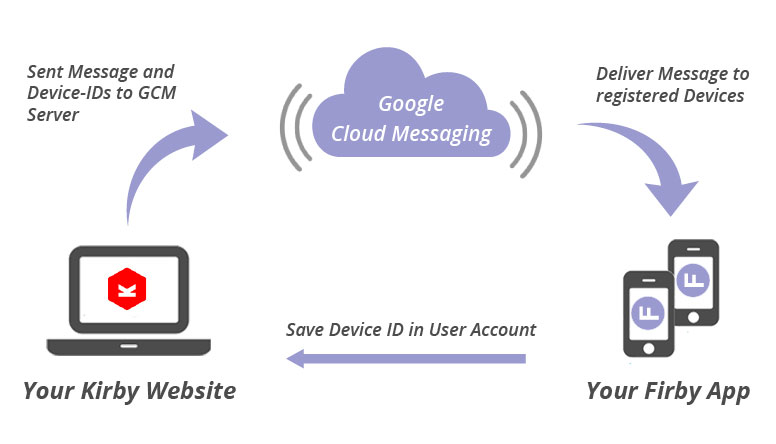 Sent Message and
Device-IDs to GCM
Server
Google
Cloud Messaging
Deliver Message to
registered Devices
K
F
F
Save Device ID in User Account
Your Kirby Website
Your Firby App